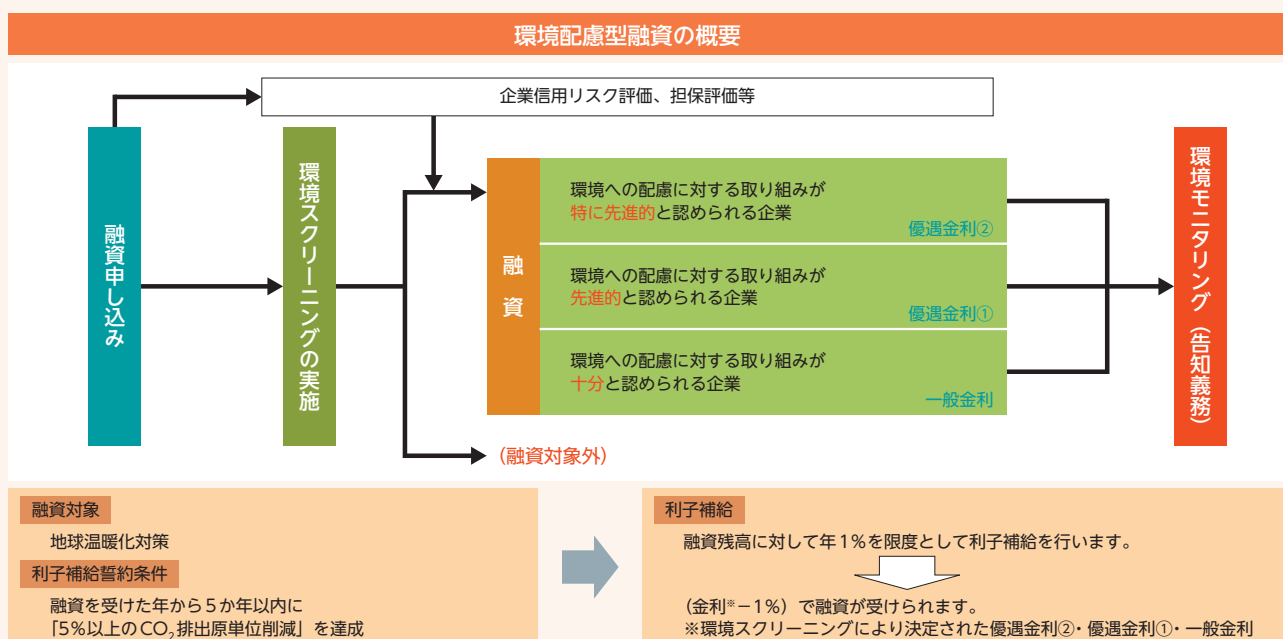 環境配慮型融資の概要
企業信用リスク評価、担保評価等
融資申し込み
環境スクリーニングの実施
融資
環境への配慮に対する取り組みが
特に先進的と認められる企業
優遇金利②
環境への配慮に対する取り組みが
先進的と認められる企業
優遇金利①
環境への配慮に対する取り組みが
十分と認められる企業
一般金利
(融資対象外)
環境モニタリング(告知義務)
融資対象
地球温暖化対策
利子補給誓約条件
融資を受けた年から5か年以内に
「5%以上のCO₂排出原単位削減」を達成
利子補給
融資残高に対して年1%を限度として利子補給を行います。
(金利※-1%)で融資が受けられます。
※環境スクリーニングにより決定された優遇金利②・優遇金利①・一般金利